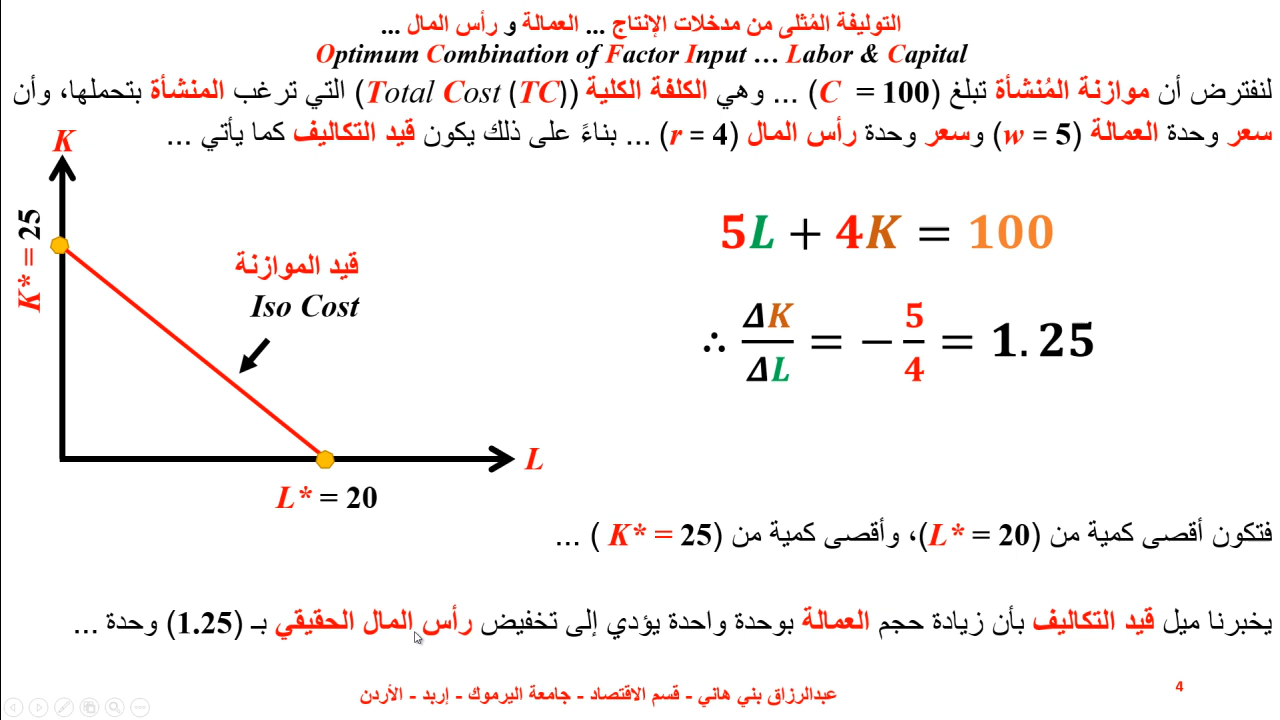 التوليفة المُثلى من مدخلات الإنتاج ... العمالة و رأس المال ...
Optimum Combination of Factor Input … Labor & Capital
لنفترض أن موازنة المُنشأة تبلغ (C = 100) ... وهي الكلفة الكلية (Total Cost (TC)) التي ترغب المنشأة بتحملها، وأن
سعر وحدة العمالة (w = 5) وسعر وحدة رأس المال (r = 4) ... بناءً على ذلك يكون قيد التكاليف كما يأتي ...
K
K* = 25
قيد الموازنة
Iso Cost
L
L* = 20
5L + 4K = 100
∴ ΔK/ΔL = − 5/4 = 1.25
فتكون أقصى كمية من (L* = 20)، وأقصى كمية من (K* = 25 ) ...
يخبرنا ميل قيد التكاليف بأن زيادة حجم العمالة بوحدة واحدة يؤدي إلى تخفيض رأس المال الحقيقي بـ (1.25) وحدة ...
عبدالرزاق بني هاني - قسم الاقتصاد - جامعة اليرموك - إربد - الأردن
4